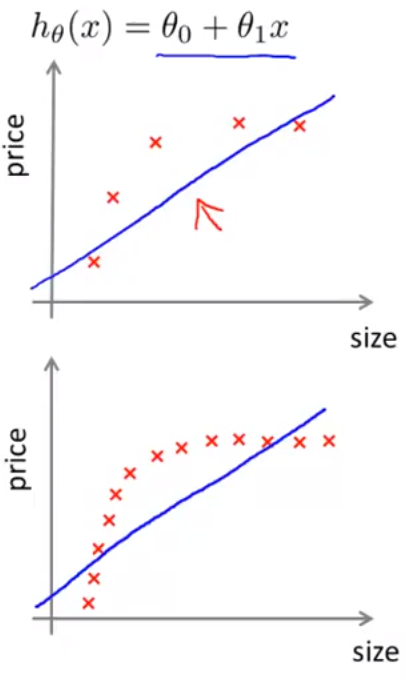 hθ(x) = θ₀ + θ₁x
price
size
price
size